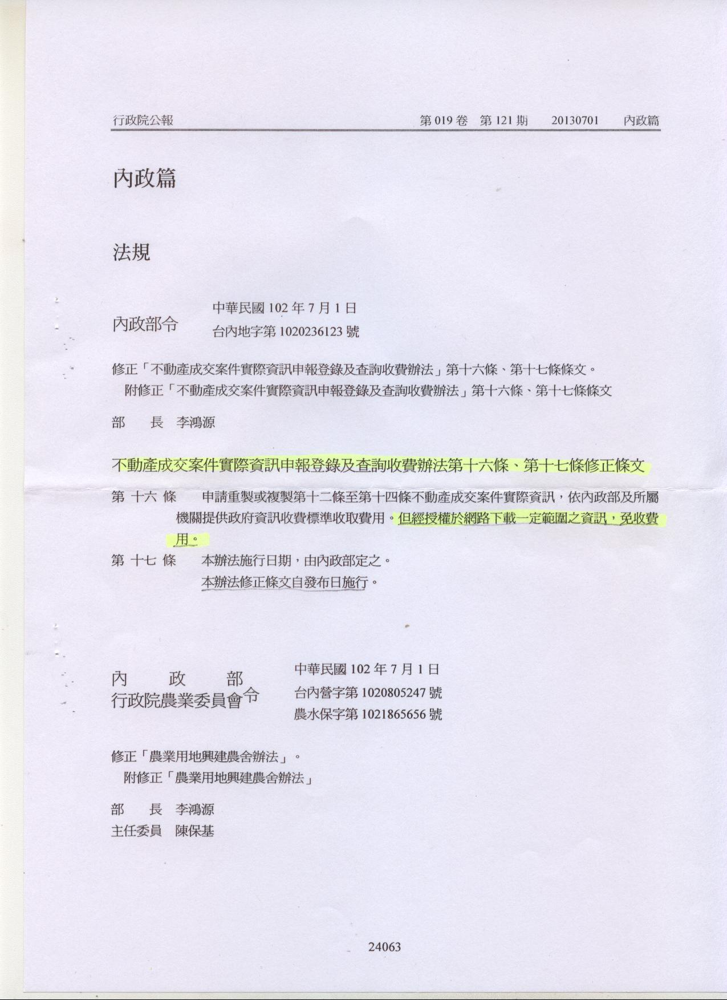 行政院公報 第 019 卷 第 121 期 20130701 內政篇
內政篇
法規
內政部令
中華民國 102 年 7 月 1 日
台內地字第 1020236123 號
修正「不動產成交案件實際資訊申報登錄及查詢收費辦法」第十六條、第十七條條文。
附修正「不動產成交案件實際資訊申報登錄及查詢收費辦法」第十六條、第十七條條文
部 長 李鴻源
不動產成交案件實際資訊申報登錄及查詢收費辦法第十六條、第十七條修正條文
第 十六 條 申請重製或複製第十二條至第十四條不動產成交案件實際資訊，依內政部及所屬
機關提供政府資訊收費標準收取費用。但經授權於網路下載一定範圍之資訊，免收費
用。
第 十七 條 本辦法施行日期，由內政部定之。
本辦法修正條文自發布日施行。
內 政 部
行政院農業委員會令
中華民國 102 年 7 月 1 日
台內營字第 1020805247 號
農水保字第 1021865656 號
修正「農業用地興建農舍辦法」。
附修正「農業用地興建農舍辦法」
部 長 李鴻源
主任委員 陳保基
24063